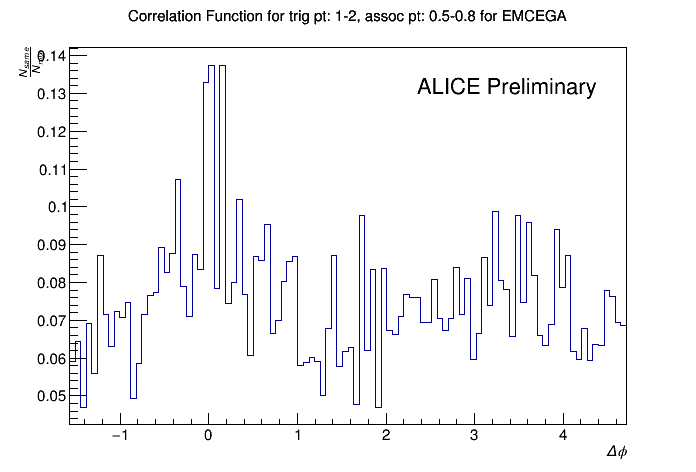 Correlation Function for trig pt: 1-2, assoc pt: 0.5-0.8 for EMCEGA
ALICE Preliminary
0.14
0.13
0.12
0.11
0.1
0.09
0.08
0.07
0.06
0.05
−1 0 1 2 3 4
Δϕ